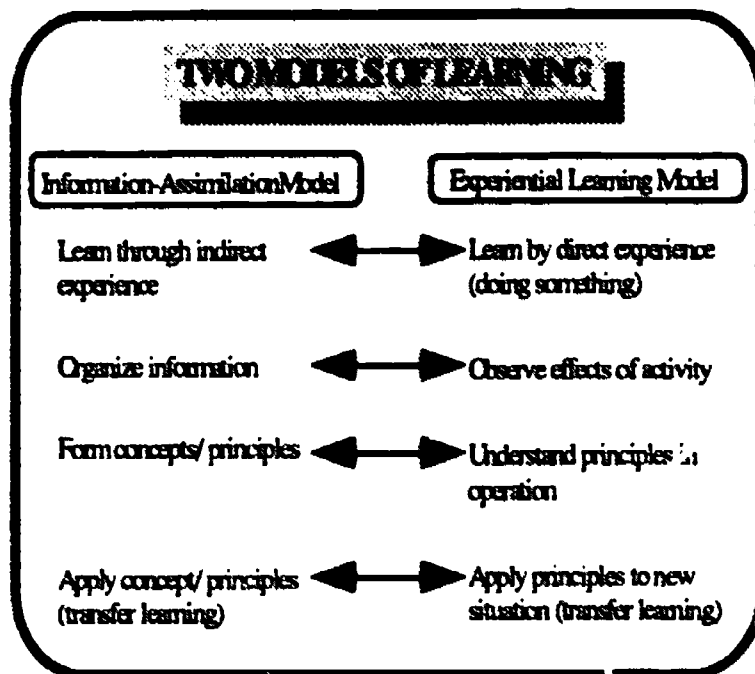 TWO MODELS OF LEARNING
Information-Assimilation Model
Experiential Learning Model
Learn through indirect
experience
Learn by direct experience
(doing something)
Organize information
Observe effects of activity
Form concepts/ principles
Understand principles in
operation
Apply concept/ principles
(transfer learning)
Apply principles to new
situation (transfer learning)